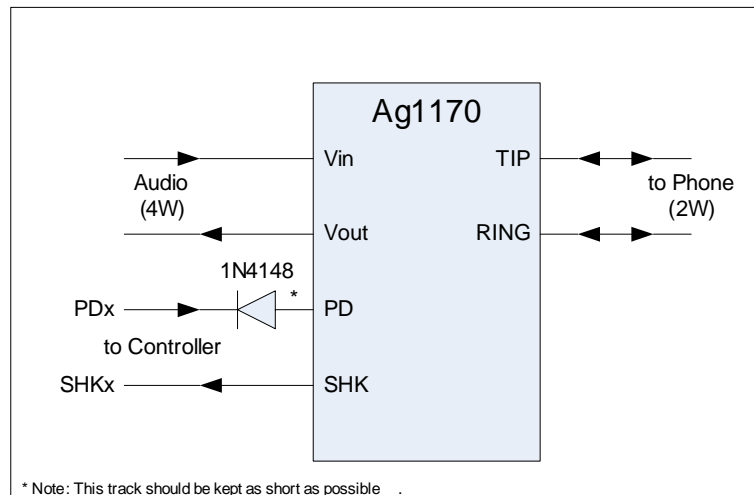 Ag1170
Vin
TIP
Audio
(4W)
to Phone
(2W)
Vout
RING
1N4148
*
PDx
PD
to Controller
SHKx
SHK
* Note: This track should be kept as short as possible .